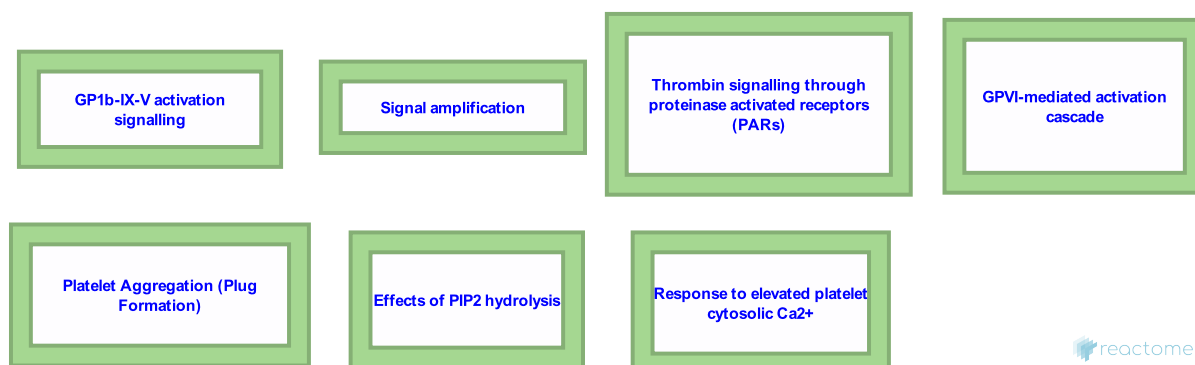 GP1b-IX-V activation
signalling
Signal amplification
Thrombin signalling through
proteinase activated receptors
(PARs)
GPVI-mediated activation
cascade
Platelet Aggregation (Plug
Formation)
Effects of PIP2 hydrolysis
Response to elevated platelet
cytosolic Ca2+
reactome